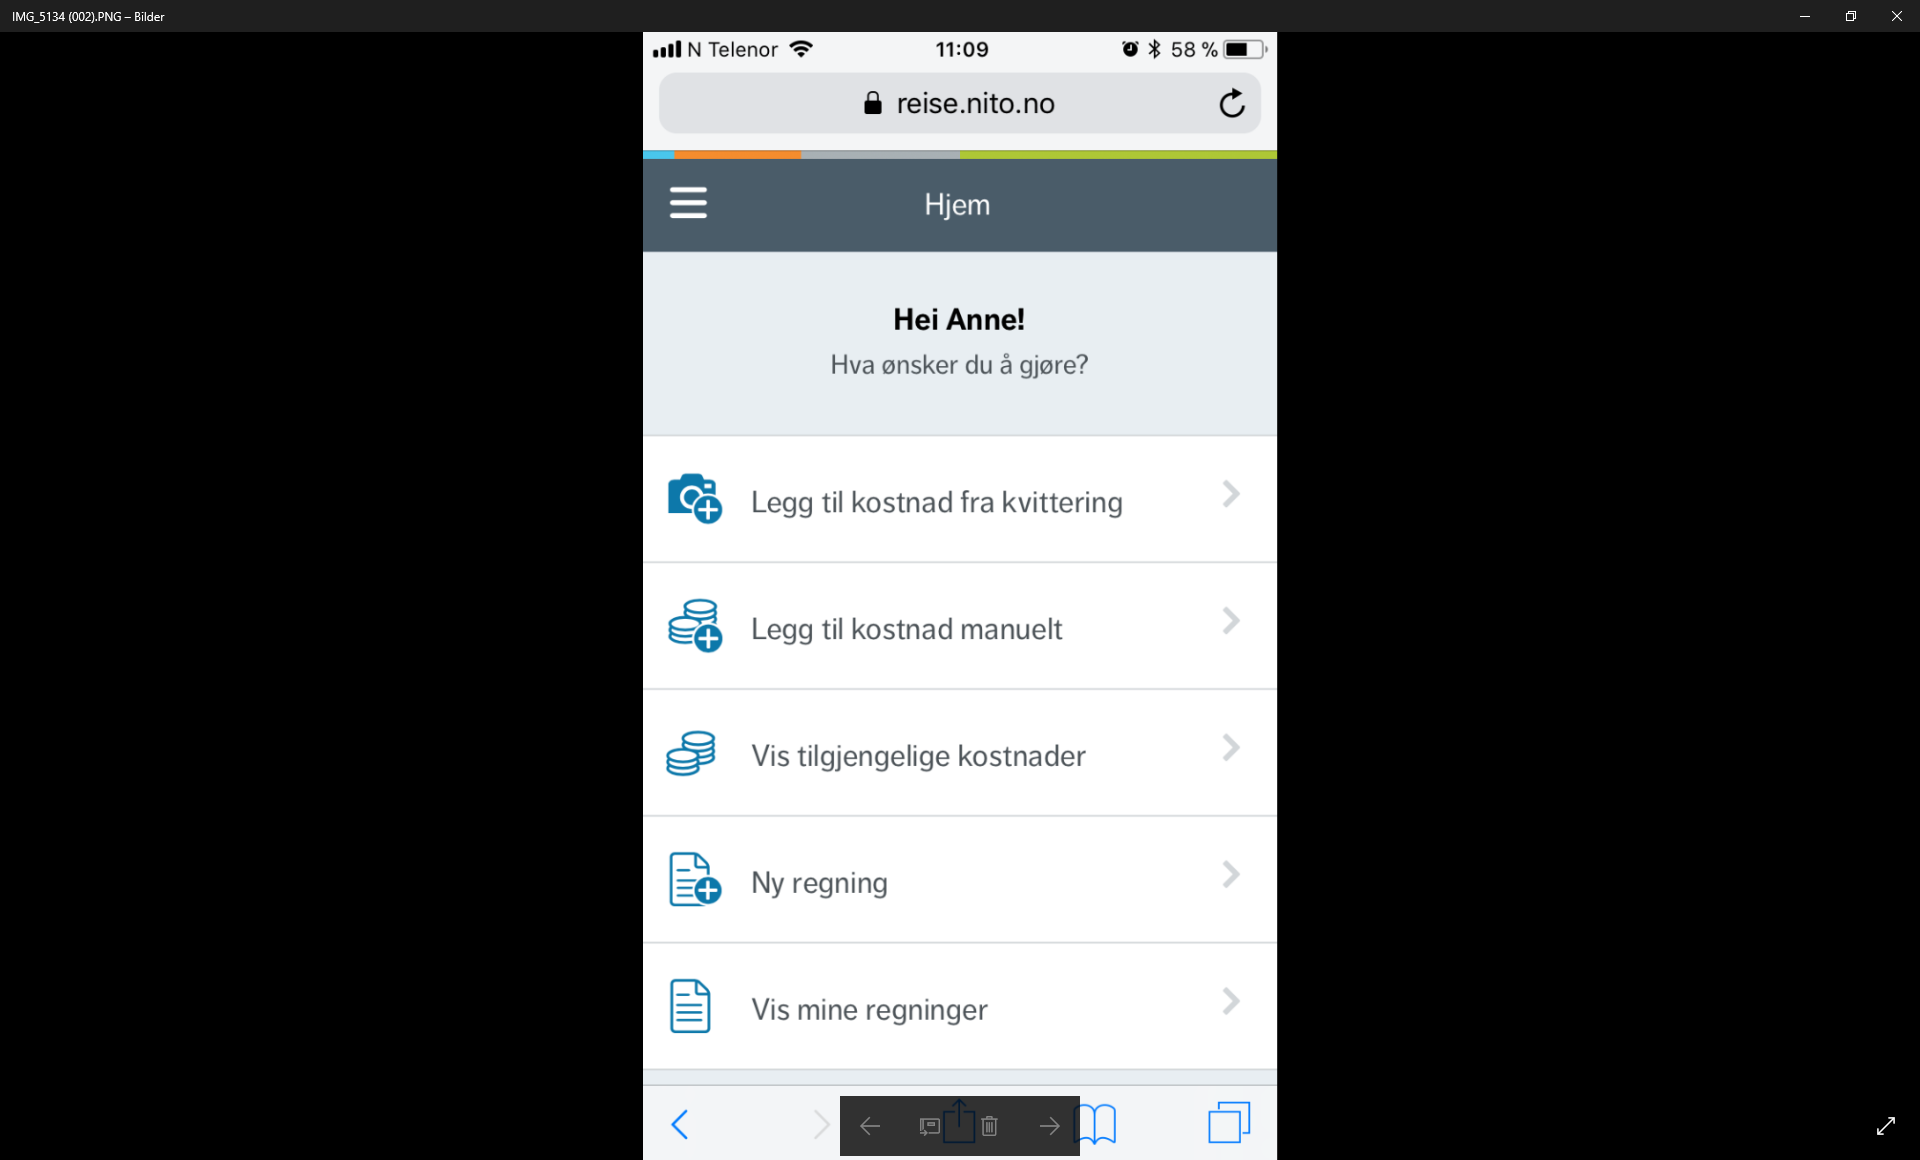 IMG_5134 (002).PNG – Bilder
N Telenor 11:09 58 %
reise.nito.no
Hjem
Hei Anne!
Hva ønsker du å gjøre?
Legg til kostnad fra kvittering
Legg til kostnad manuelt
Vis tilgjengelige kostnader
Ny regning
Vis mine regninger